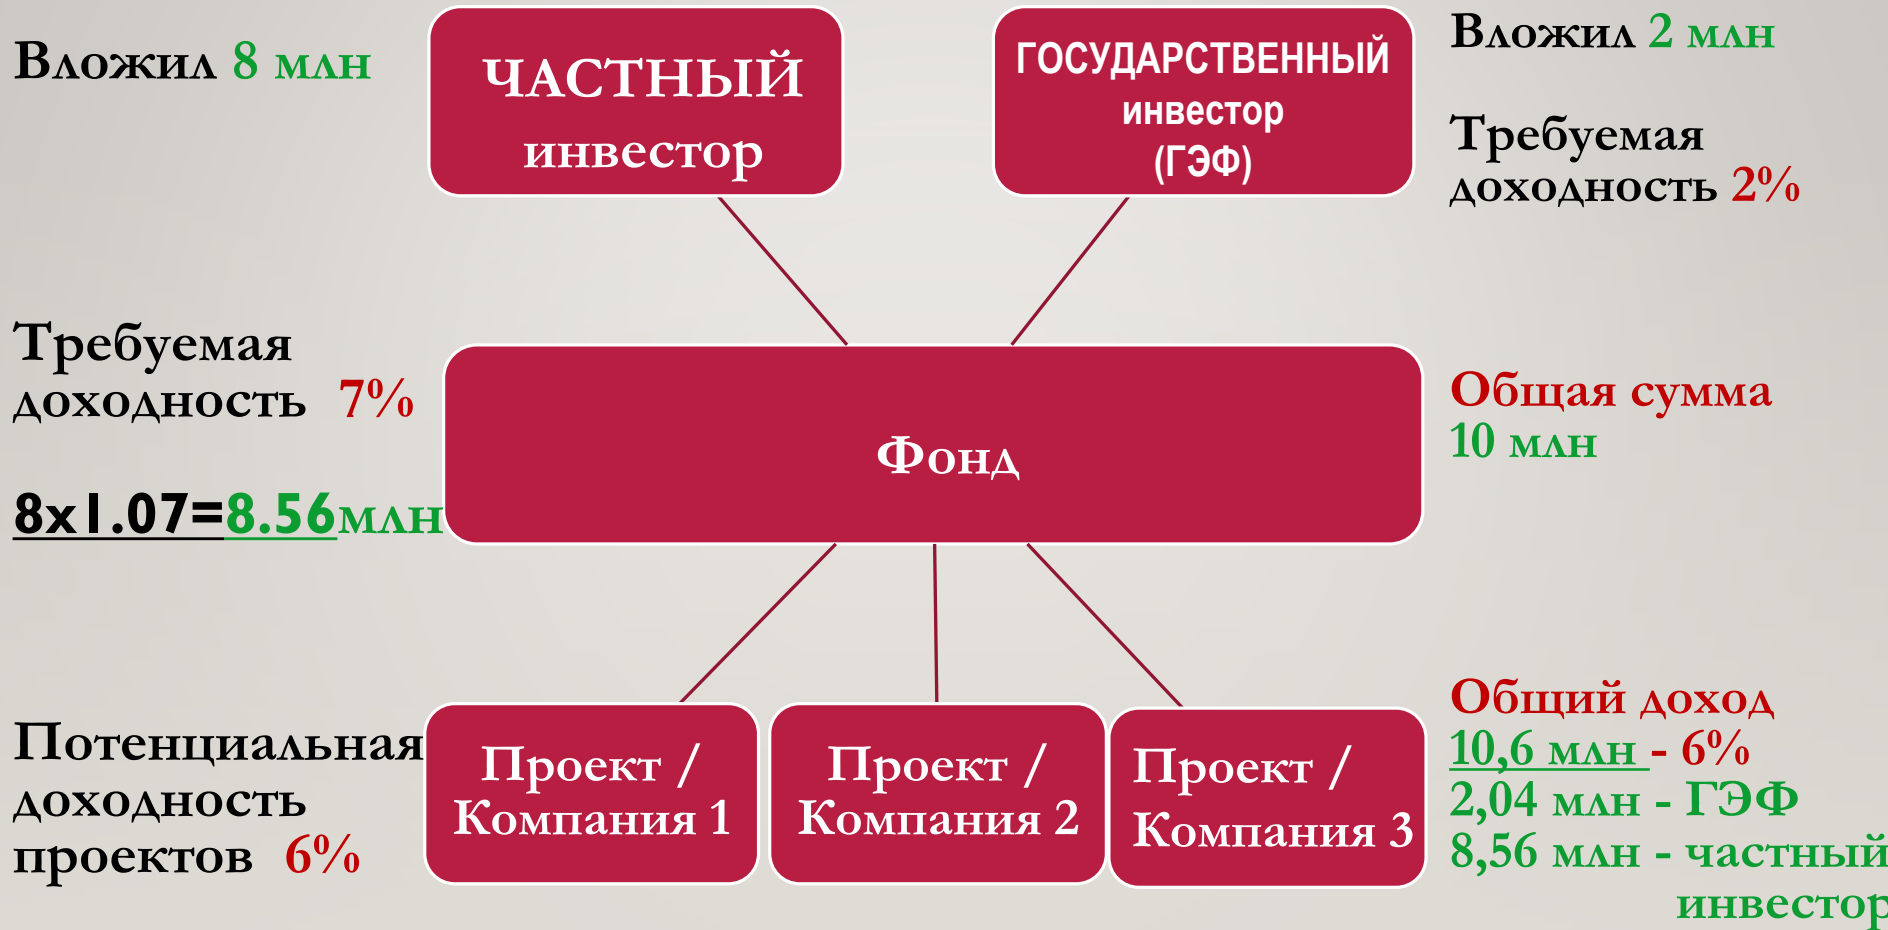 Вложил 8 млн
ЧАСТНЫЙ
инвестор
ГОСУДАРСТВЕННЫЙ
инвестор
(ГЭФ)
Вложил 2 млн
Требуемая
доходность 2%
Требуемая
доходность 7%
8x1.07=8.56млн
Фонд
Общая сумма
10 млн
Потенциальная
доходность
проектов 6%
Проект /
Компания 1
Проект /
Компания 2
Проект /
Компания 3
Общий доход
10,6 млн - 6%
2,04 млн - ГЭФ
8,56 млн - частный
инвестор